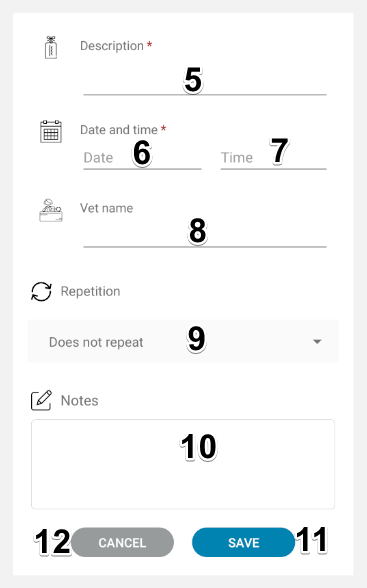 Description *
5
Date and time *
Date 6 Time 7
Vet name
8
Repetition
Does not repeat 9
Notes
10
12 CANCEL SAVE 11